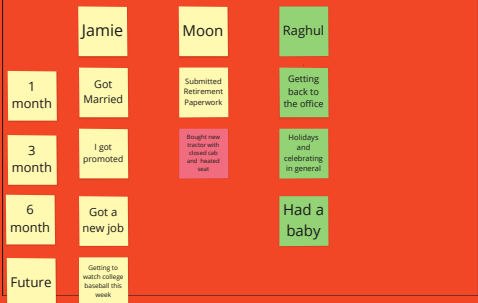 Jamie
Moon
Raghul
1
month
Got
Married
Submitted
Retirement
Paperwork
Getting
back to
the office
3
month
I got
promoted
Bought new
tractor with
closed cab
and heated
seat
Holidays
and
celebrating
in general
6
month
Got a
new job
Had a
baby
Future
Getting to
watch college
baseball this
week